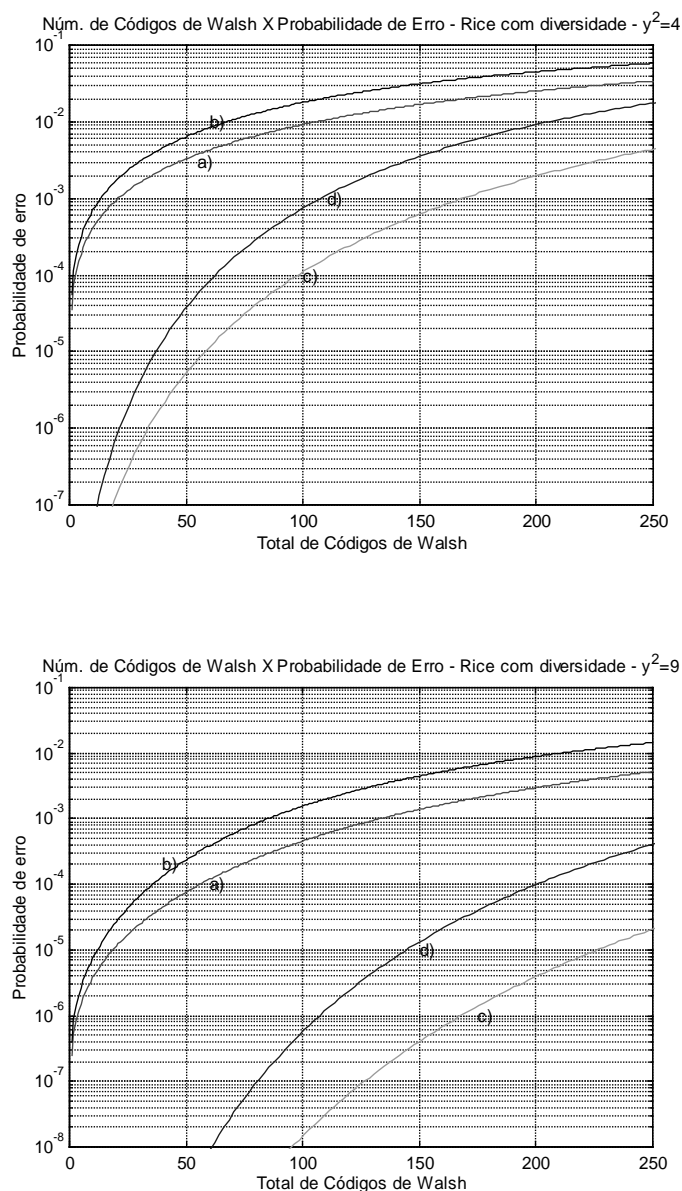 Núm. de Códigos de Walsh X Probabilidade de Erro - Rice com diversidade - y²=4
10⁻¹
10⁻²
10⁻³
10⁻⁴
10⁻⁵
10⁻⁶
10⁻⁷
Probabilidade de erro
b)
a)
d)
c)
0 50 100 150 200 250
Total de Códigos de Walsh
Núm. de Códigos de Walsh X Probabilidade de Erro - Rice com diversidade - y²=9
10⁻¹
10⁻²
10⁻³
10⁻⁴
10⁻⁵
10⁻⁶
10⁻⁷
10⁻⁸
Probabilidade de erro
b)
a)
d)
c)
0 50 100 150 200 250
Total de Códigos de Walsh